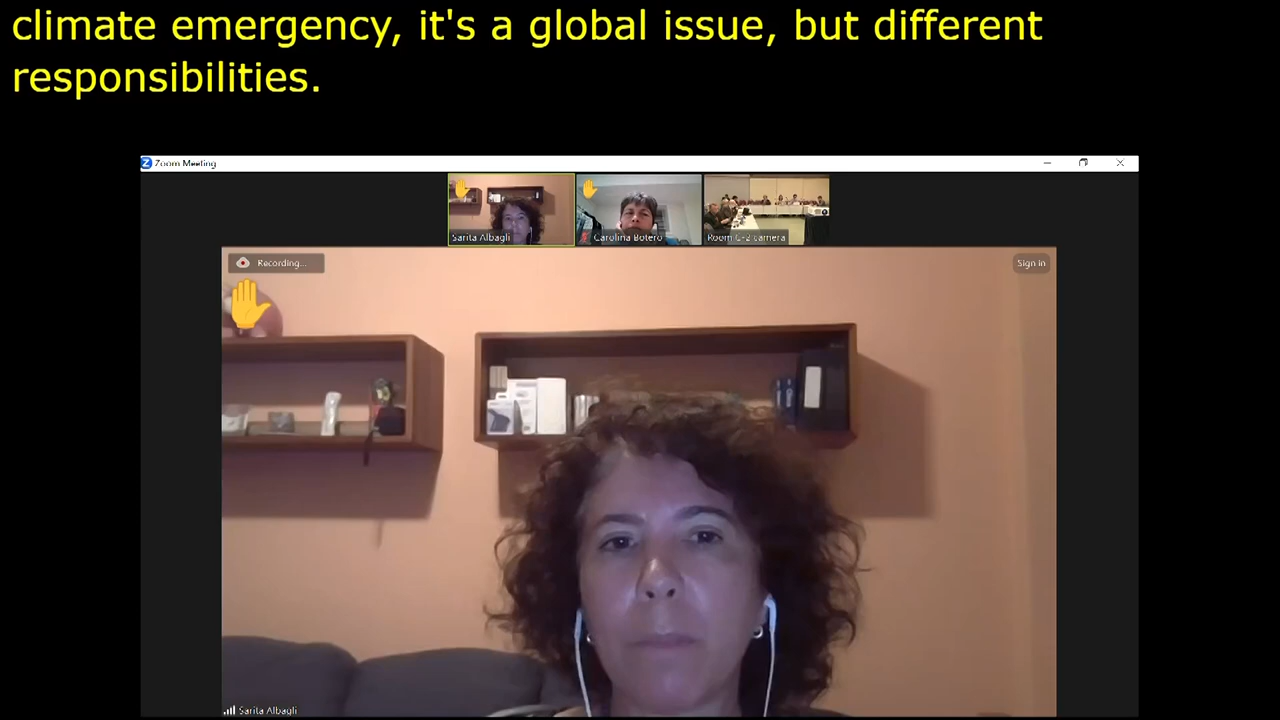 climate emergency, it's a global issue, but different
responsibilities.
Zoom Meeting
Sarita Albagli
Carolina Botero
Room C-2 camera
Recording...
Sign in
Sarita Albagli